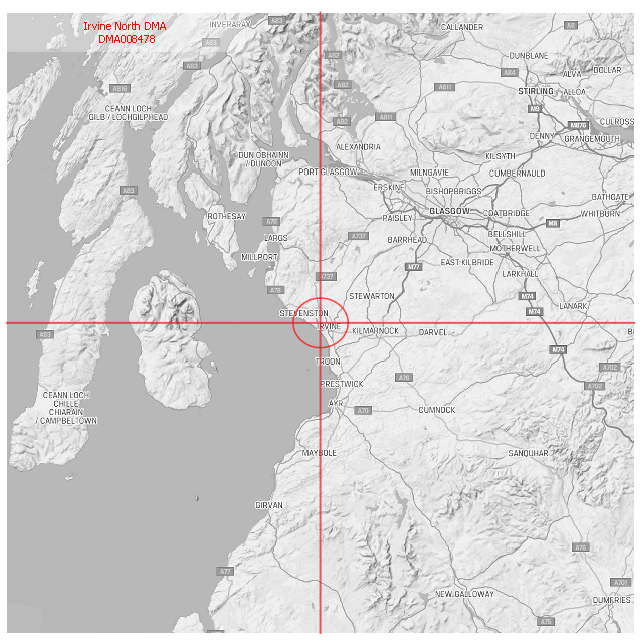 Irvine North DMA
DMA008478
INVERARAY
A83
CALLANDER
A9
A83
A82
DUNBLANE
A83
A84
ALVA
DOLLAR
A82
A811
A816
STIRLING
ALLOA
CEANN LOCH
GILB / LOCHGILPHEAD
M9
A82
A811
CULROSS
M876
DENNY
GRANGEMOUTH
ALEXANDRIA
DUN OBHAINN
/ DUNOON
KILSYTH
PORT GLASGOW
MILNGAVIE
CUMBERNAULD
A83
ERSKINE
BISHOPBRIGGS
BATHGATE
ROTHESAY
PAISLEY
GLASGOW
COATBRIDGE
WHITBURN
A78
M8
LARGS
A737
BARRHEAD
BELLSHILL
MOTHERWELL
MILLPORT
EAST KILBRIDE
M77
LARKHALL
A737
A78
STEWARTON
M74
LANARK
STEVENSTON
M74
IRVINE
KILMARNOCK
DARVEL
A83
M74
TROON
A702
A76
PRESTWICK
A702
CEANN LOCH
CHILLE
CHIARAIN
/ CAMPBELTOWN
AYR
A70
CUMNOCK
MAYBOLE
SANQUHAR
GIRVAN
A76
A77
A701
NEW GALLOWAY
DUMFRIES
A75